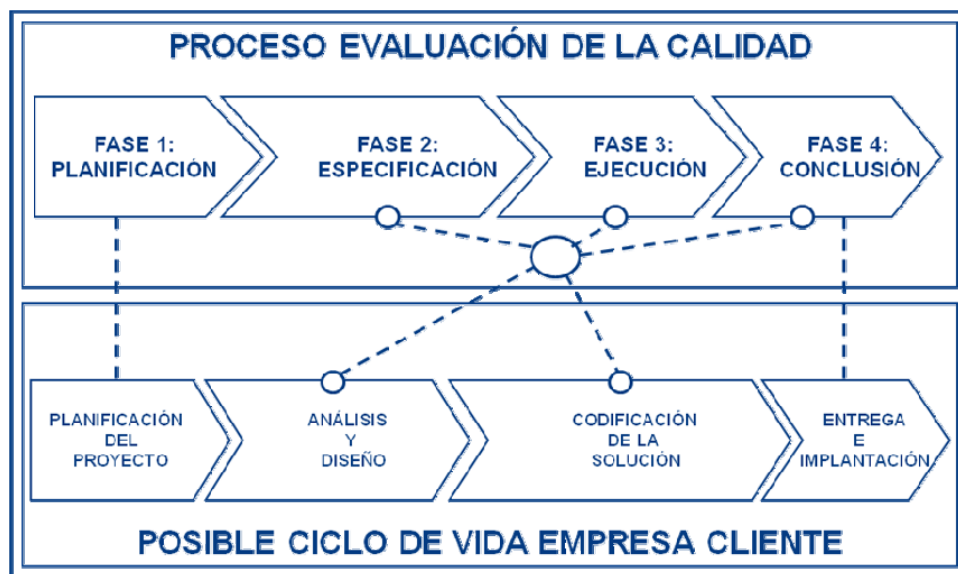 PROCESO EVALUACIÓN DE LA CALIDAD
FASE 1:
PLANIFICACIÓN
FASE 2:
ESPECIFICACIÓN
FASE 3:
EJECUCIÓN
FASE 4:
CONCLUSIÓN
PLANIFICACIÓN
DEL
PROYECTO
ANÁLISIS
Y
DISEÑO
CODIFICACIÓN
DE LA
SOLUCIÓN
ENTREGA
E
IMPLANTACIÓN
POSIBLE CICLO DE VIDA EMPRESA CLIENTE